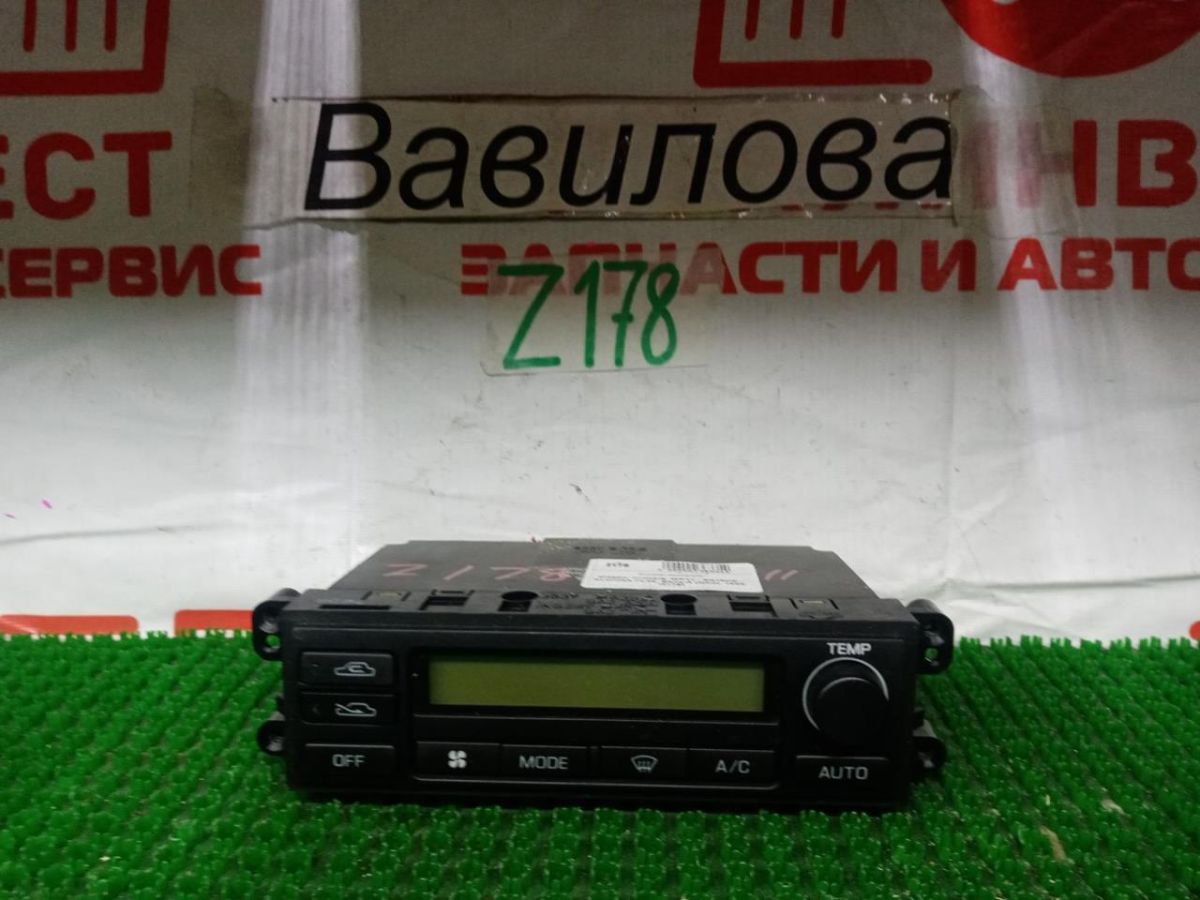 Вавилова
ЕСТ НВ
СЕРВИС ЗАПЧАСТИ И АВТО
Z178
Z178
TEMP
OFF MODE A/C AUTO